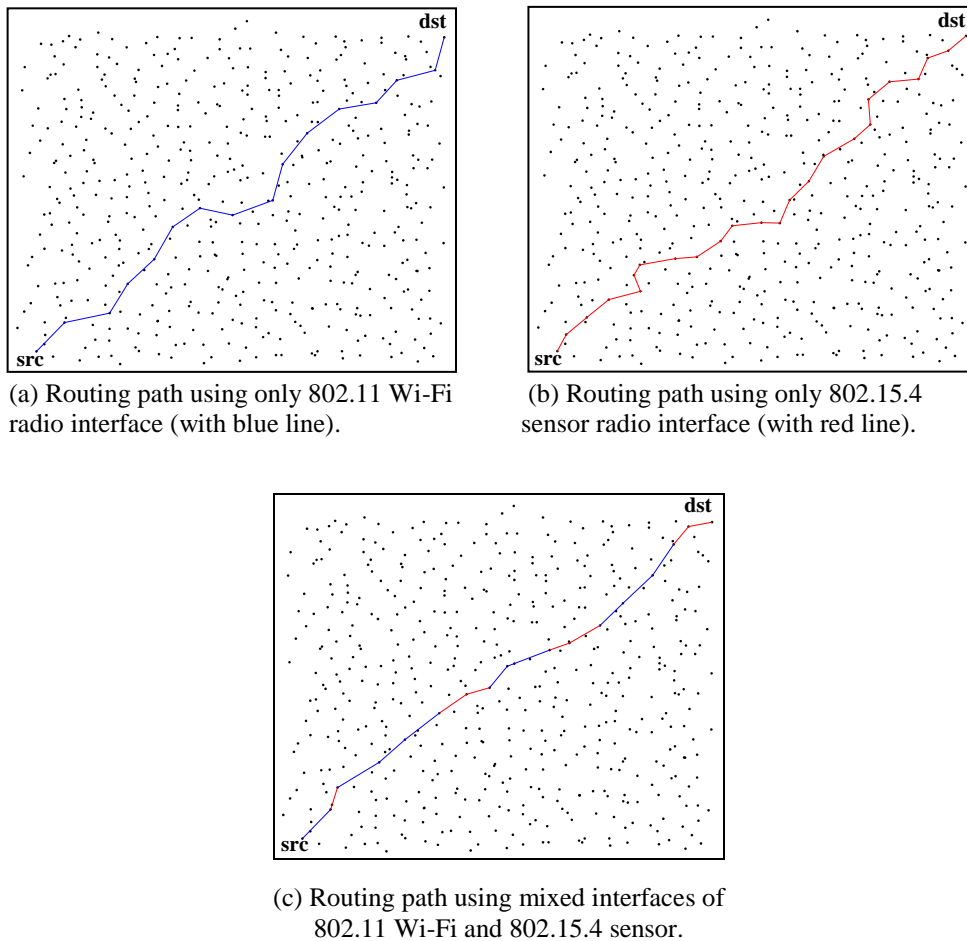 dst
src
(a) Routing path using only 802.11 Wi-Fi
radio interface (with blue line).
dst
src
(b) Routing path using only 802.15.4
sensor radio interface (with red line).
dst
src
(c) Routing path using mixed interfaces of
802.11 Wi-Fi and 802.15.4 sensor.